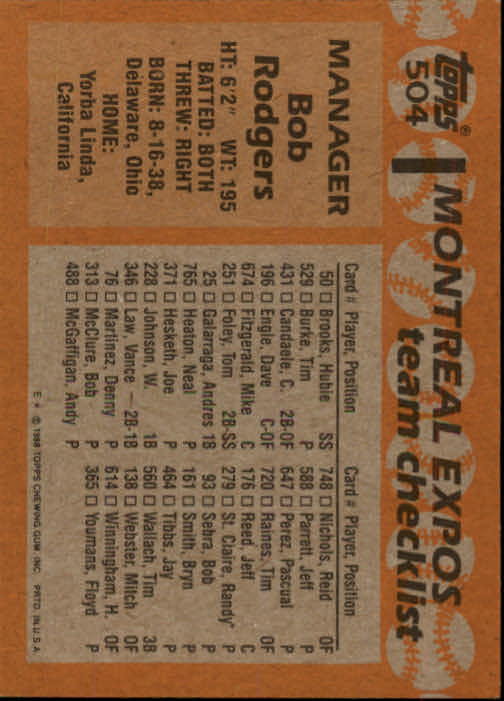 topps®
504
MONTREAL EXPOS
team checklist
MANAGER
Bob
Rodgers
HT: 6'2" WT: 195
BATTED: BOTH
THREW: RIGHT
BORN: 8-16-38,
Delaware, Ohio
HOME:
Yorba Linda,
California
Card # Player, Position
50 □ Brooks, Hubie SS
529 □ Burke, Tim P
431 □ Candaele, C. 2B-OF
196 □ Engle, Dave C-OF
674 □ Fitzgerald, Mike C
251 □ Foley, Tom 2B-SS
25 □ Galarraga, Andres 1B
765 □ Heaton, Neal P
371 □ Hesketh, Joe P
228 □ Johnson, W. 1B
346 □ Law, Vance 2B-1B
76 □ Martinez, Denny P
313 □ McClure, Bob P
488 □ McGaffigan, Andy P
Card # Player, Position
748 □ Nichols, Reid OF
588 □ Parrett, Jeff P
647 □ Perez, Pascual P
720 □ Raines, Tim OF
176 □ Reed, Jeff C
279 □ St. Claire, Randy P
93 □ Sebra, Bob P
161 □ Smith, Bryn P
464 □ Tibbs, Jay P
560 □ Wallach, Tim 3B
138 □ Webster, Mitch OF
614 □ Winningham, H. OF
365 □ Youmans, Floyd P
E* © 1988 TOPPS CHEWING GUM, INC. PRTD. IN U.S.A.